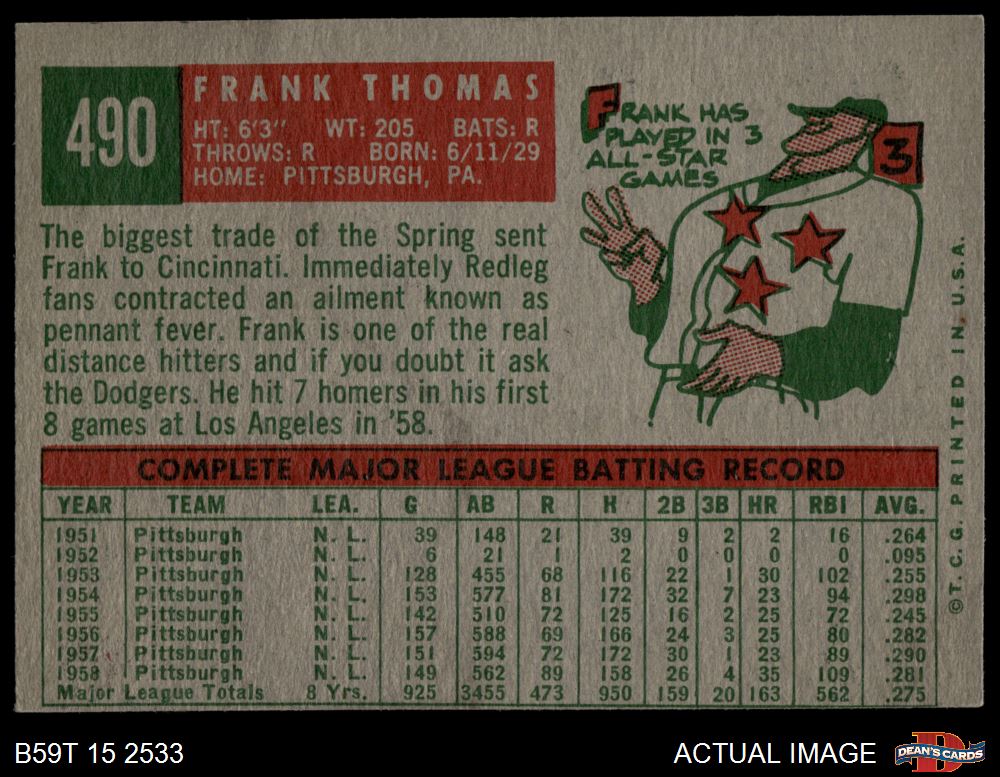 490
FRANK THOMAS
HT: 6'3" WT: 205 BATS: R
THROWS: R BORN: 6/11/29
HOME: PITTSBURGH, PA.
FRANK HAS
PLAYED IN 3
ALL-STAR
GAMES
3
The biggest trade of the Spring sent
Frank to Cincinnati. Immediately Redleg
fans contracted an ailment known as
pennant fever. Frank is one of the real
distance hitters and if you doubt it ask
the Dodgers. He hit 7 homers in his first
8 games at Los Angeles in '58.
COMPLETE MAJOR LEAGUE BATTING RECORD
YEAR TEAM LEA. G AB R H 2B 3B HR RBI AVG.
1951 Pittsburgh N. L. 39 148 21 39 9 2 2 16 .264
1952 Pittsburgh N. L. 6 21 1 2 0 0 0 0 .095
1953 Pittsburgh N. L. 128 455 68 116 22 1 30 102 .255
1954 Pittsburgh N. L. 153 577 81 172 32 7 23 94 .298
1955 Pittsburgh N. L. 142 510 72 125 16 2 25 72 .245
1956 Pittsburgh N. L. 157 588 69 166 24 3 25 80 .282
1957 Pittsburgh N. L. 151 594 72 172 30 1 23 89 .290
1958 Pittsburgh N. L. 149 562 89 158 26 4 35 109 .281
Major League Totals 8 Yrs. 925 3455 473 950 159 20 163 562 .275
©T. C. G. PRINTED IN U.S.A.
B59T 15 2533
ACTUAL IMAGE
D
DEAN'S CARDS